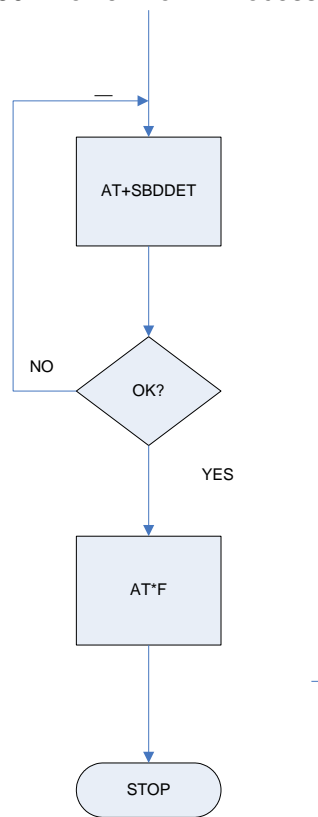 AT+SBDDET
OK?
NO
YES
AT*F
STOP